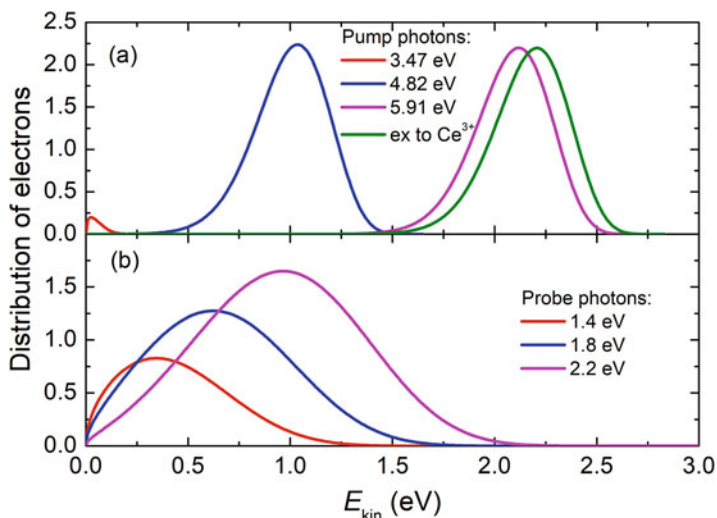 Distribution of electrons
2.5
2.0
1.5
1.0
0.5
0.0
(a)
Pump photons:
3.47 eV
4.82 eV
5.91 eV
ex to Ce³⁺
1.5
1.0
0.5
0.0
(b)
Probe photons:
1.4 eV
1.8 eV
2.2 eV
0.0 0.5 1.0 1.5 2.0 2.5 3.0
E_kin (eV)